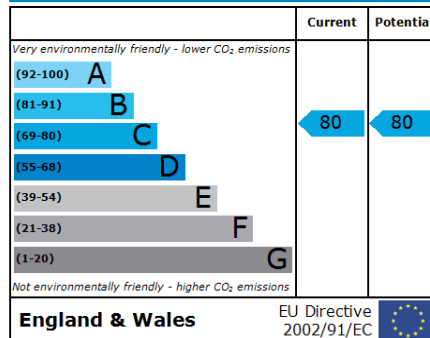 Current Potential
Very environmentally friendly - lower CO₂ emissions
(92-100) A
(81-91) B
(69-80) C
80 80
(55-68) D
(39-54) E
(21-38) F
(1-20) G
Not environmentally friendly - higher CO₂ emissions
England & Wales
EU Directive
2002/91/EC